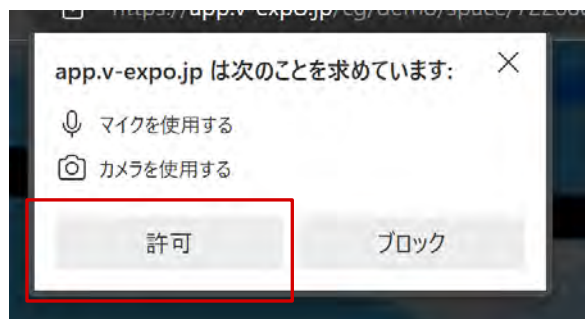 app.v-expo.jp は次のことを求めています:
マイクを使用する
カメラを使用する
許可
ブロック